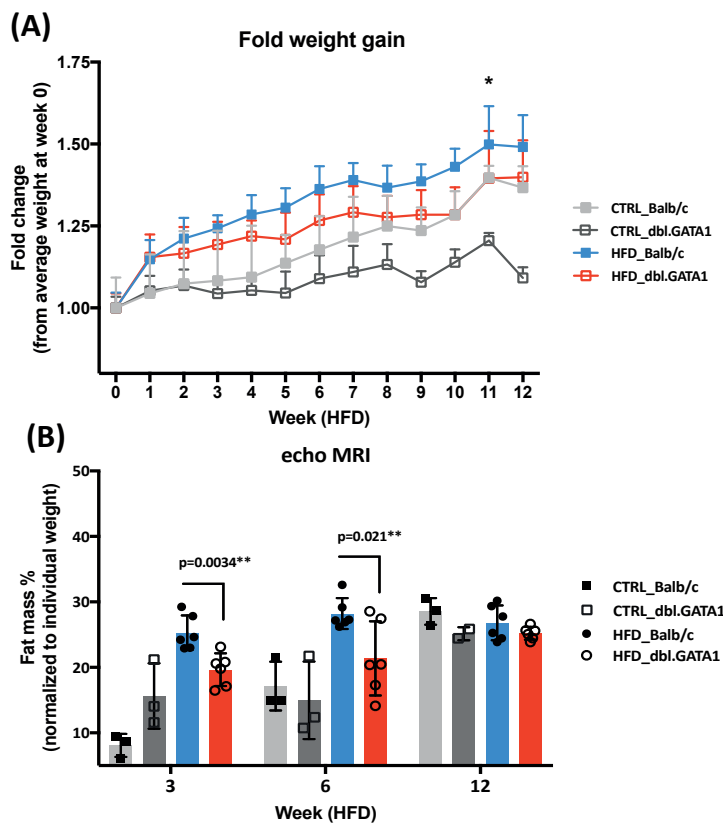 (A)
Fold weight gain
Fold change
(from average weight at week 0)
1.75
1.50
1.25
1.00
*
0 1 2 3 4 5 6 7 8 9 10 11 12
Week (HFD)
CTRL_Balb/c
CTRL_dbl.GATA1
HFD_Balb/c
HFD_dbl.GATA1
(B)
echo MRI
Fat mass %
(normalized to individual weight)
50
40
30
20
10
p=0.0034**
p=0.021**
3 6 12
Week (HFD)
CTRL_Balb/c
CTRL_dbl.GATA1
HFD_Balb/c
HFD_dbl.GATA1